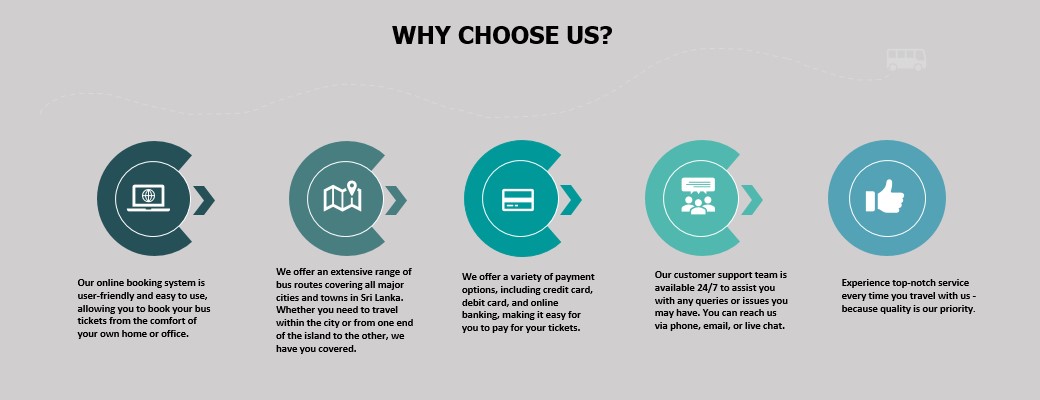 WHY CHOOSE US?
Our online booking system is
user-friendly and easy to use,
allowing you to book your bus
tickets from the comfort of
your own home or office.
We offer an extensive range of
bus routes covering all major
cities and towns in Sri Lanka.
Whether you need to travel
within the city or from one end
of the island to the other, we
have you covered.
We offer a variety of payment
options, including credit card,
debit card, and online
banking, making it easy for
you to pay for your tickets.
Our customer support team is
available 24/7 to assist you
with any queries or issues you
may have. You can reach us
via phone, email, or live chat.
Experience top-notch service
every time you travel with us -
because quality is our priority.